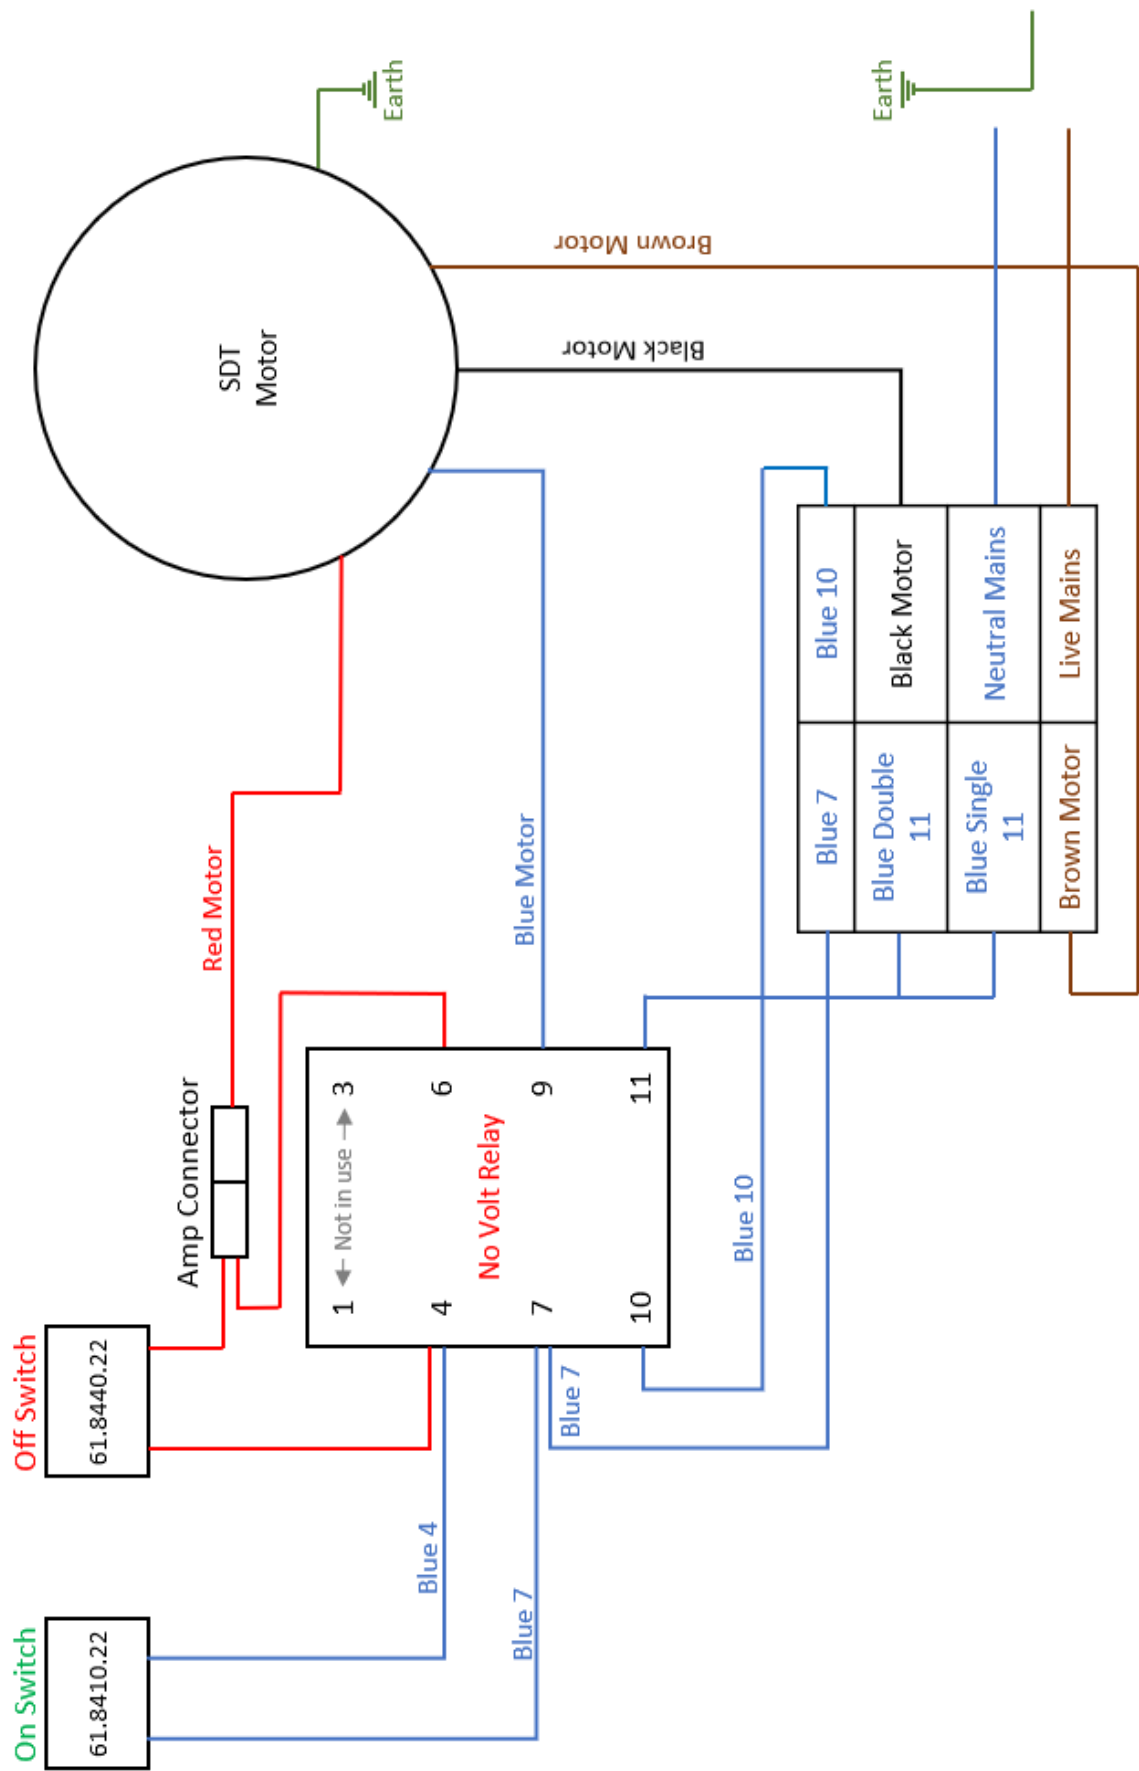 On Switch
61.8410.22
Off Switch
61.8440.22
Amp Connector
Red Motor
SDT
Motor
Earth
Blue 4
Blue 7
1
← Not in use →
3
4
6
No Volt Relay
7
9
10
11
Blue 7
Blue Motor
Black Motor
Brown Motor
Blue 10
Earth
Blue 7
Blue 10
Blue Double
11
Black Motor
Blue Single
11
Neutral Mains
Brown Motor
Live Mains